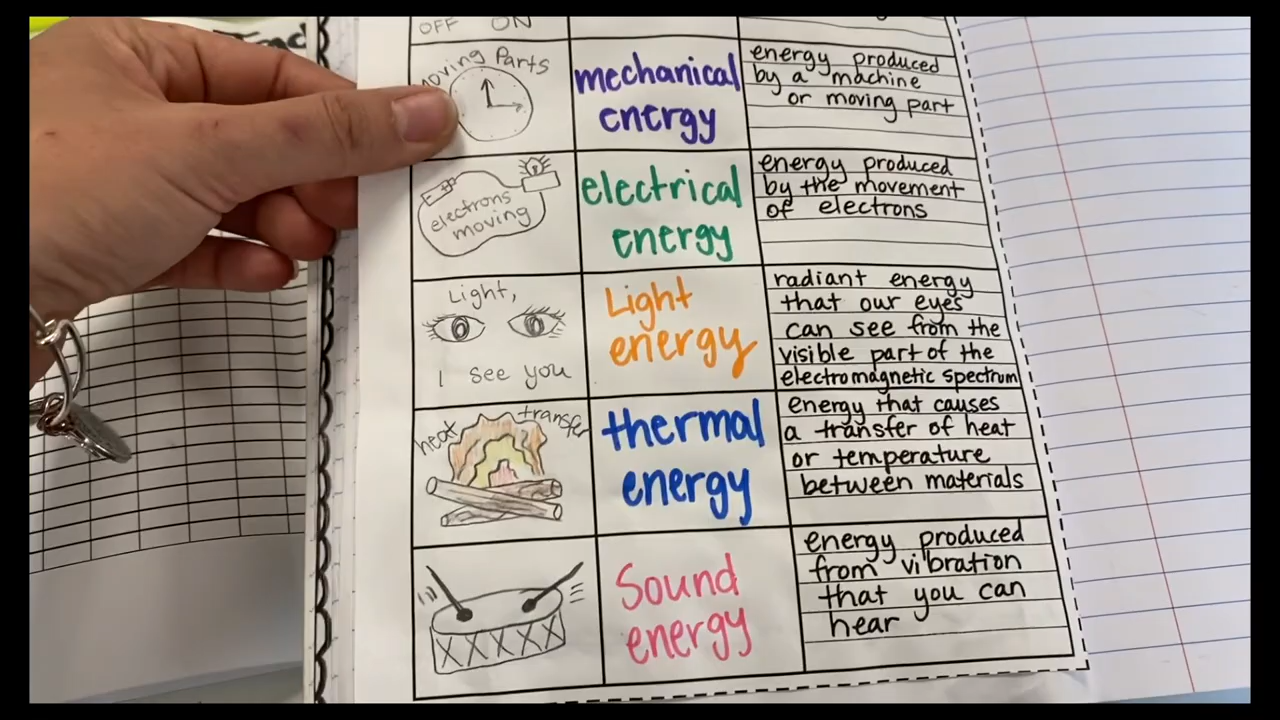 OFF ON
moving Parts
mechanical
energy
energy produced
by a machine
or moving part
electrons
moving
electrical
energy
energy produced
by the movement
of electrons
Light,
I see you
Light
energy
radiant energy
that our eyes
can see from the
visible part of the
electromagnetic spectrum
heat transfer
thermal
energy
energy that causes
a transfer of heat
or temperature
between materials
Sound
energy
energy produced
from vibration
that you can
hear